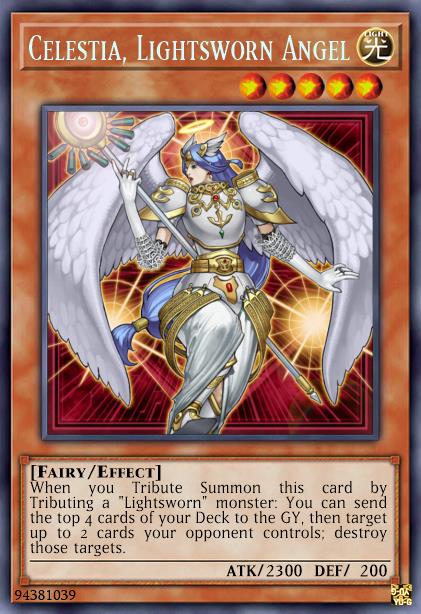 CELESTIA, LIGHTSWORN ANGEL
LIGHT
光
[FAIRY/EFFECT]
When you Tribute Summon this card by
Tributing a "Lightsworn" monster: You can send
the top 4 cards of your Deck to the GY, then target
up to 2 cards your opponent controls; destroy
those targets.
ATK/2300 DEF/ 200
94381039